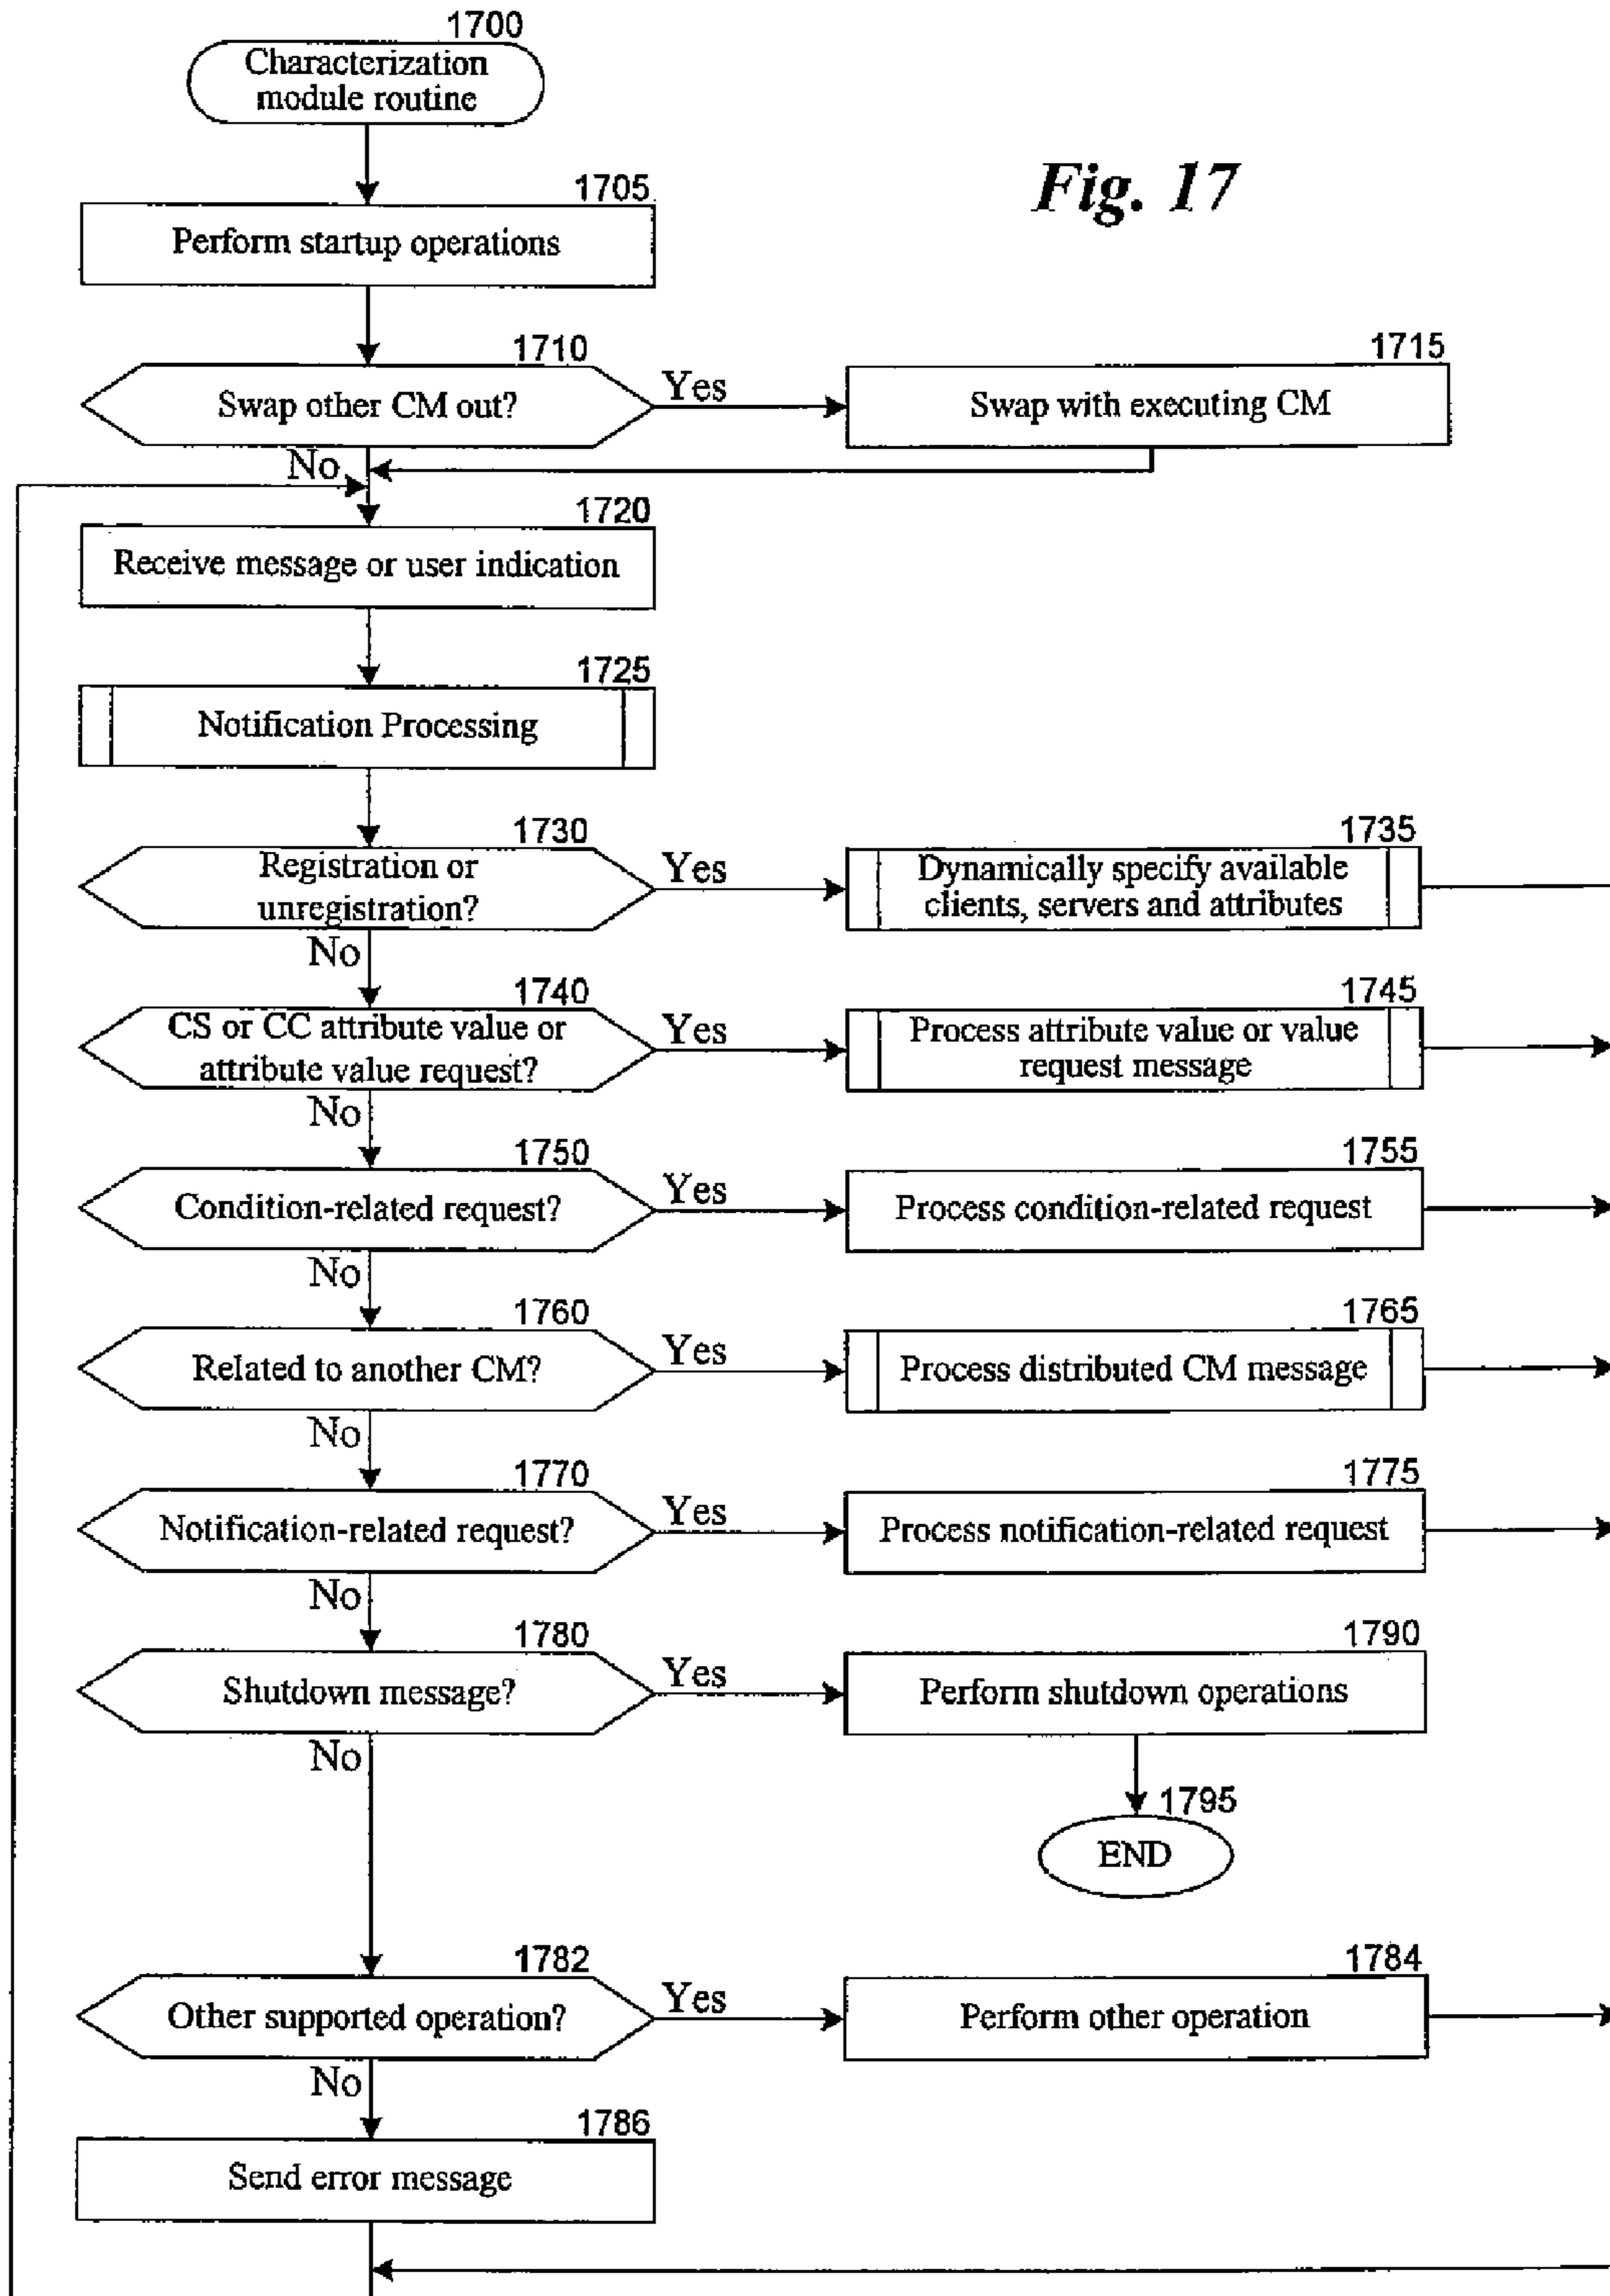 1700
Characterization
module routine
Fig. 17
1705
Perform startup operations
1710
Swap other CM out?
Yes
1715
Swap with executing CM
No
1720
Receive message or user indication
1725
Notification Processing
1730
Registration or
unregistration?
Yes
1735
Dynamically specify available
clients, servers and attributes
No
1740
CS or CC attribute value or
attribute value request?
Yes
1745
Process attribute value or value
request message
No
1750
Condition-related request?
Yes
1755
Process condition-related request
No
1760
Related to another CM?
Yes
1765
Process distributed CM message
No
1770
Notification-related request?
Yes
1775
Process notification-related request
No
1780
Shutdown message?
Yes
1790
Perform shutdown operations
No
1795
END
1782
Other supported operation?
Yes
1784
Perform other operation
No
1786
Send error message